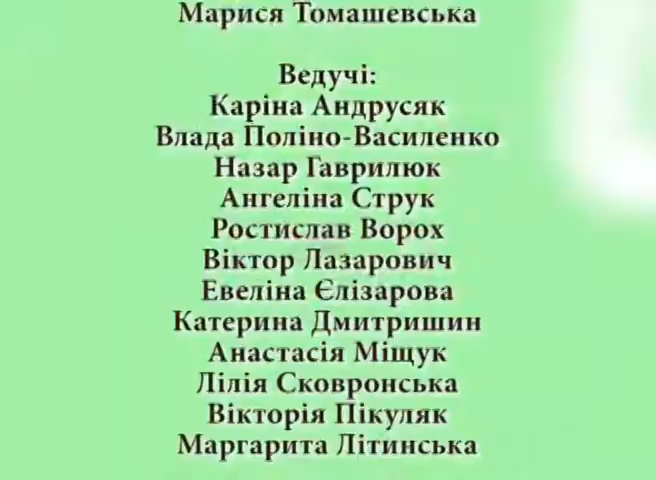 Марися Томашевська
Ведучі:
Каріна Андрусяк
Влада Поліно-Василенко
Назар Гаврилюк
Ангеліна Струк
Ростислав Ворох
Віктор Лазарович
Евеліна Єлізарова
Катерина Дмитришин
Анастасія Міщук
Лілія Сковронська
Вікторія Пікуляк
Маргарита Літинська